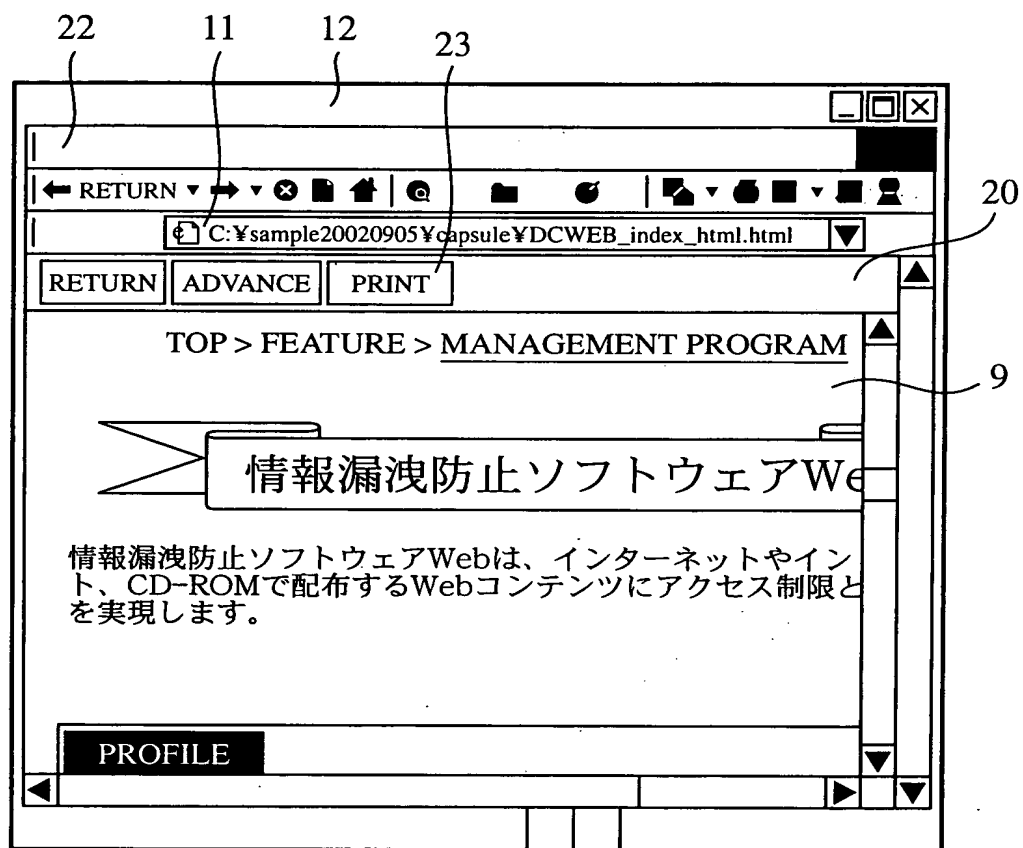 22 11 23
12
RETURN
20
C:¥sample20020905¥capsule¥DCWEB_index_html.html
RETURN ADVANCE PRINT
TOP > FEATURE > MANAGEMENT PROGRAM
9
情報漏洩防止ソフトウェアWe
情報漏洩防止ソフトウェアWebは、インターネットやイン
ト、CD-ROMで配布するWebコンテンツにアクセス制限と
を実現します。
PROFILE